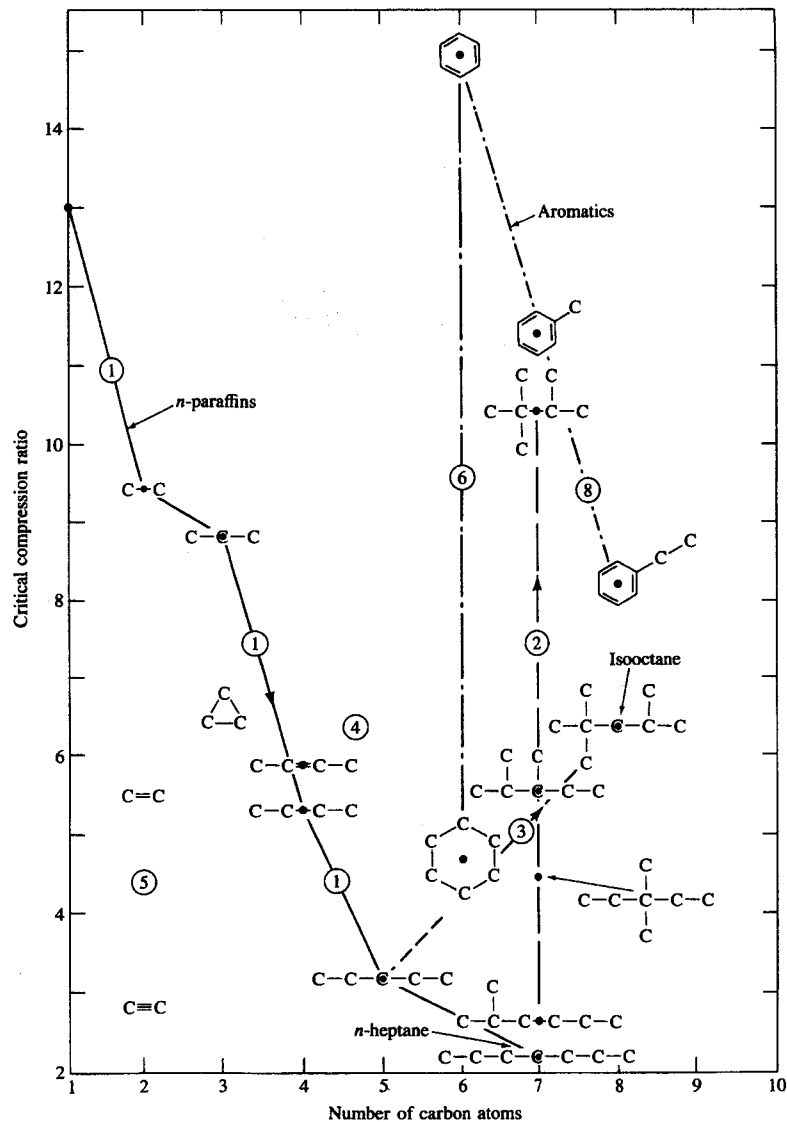 14
Aromatics
12
C
1
C C
n-paraffins
C—C—C—C
C
10
6
8
C—C
C
C—C—C
C
Critical compression ratio
8
1
2
Isooctane
C
C C
C C
4
C—C—C—C
6
C—C=C—C
C
C C
C=C
C—C—C—C—C
C—C—C—C
C
3
C C
C C
C
5
1
C
4
C—C—C—C—C
C
C—C—C—C—C
C
C≡C
C—C—C—C—C—C
n-heptane
C—C—C—C—C—C—C
2
1 2 3 4 5 6 7 8 9 10
Number of carbon atoms